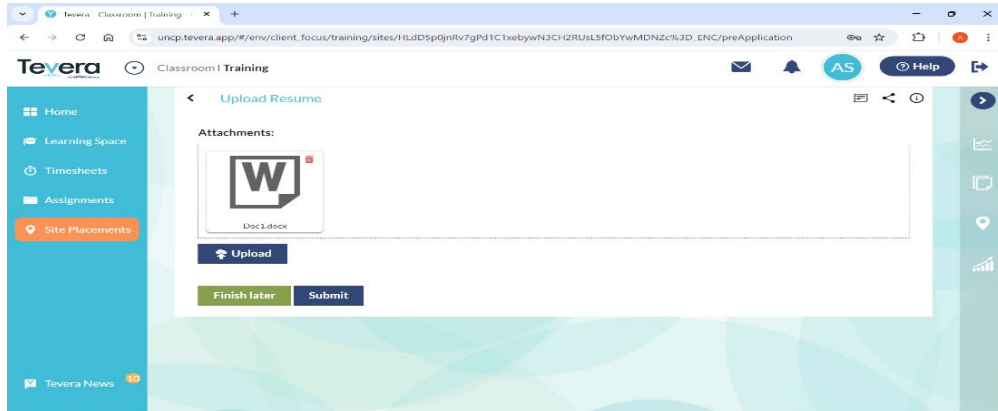 Tevera Classroom | Training
uncp.tevera.app/#/env/client_focus/training/sites/HLdD5p0jnRv7gPd1C1xebywN3CH2RUsL5fObYwMDNZc%3D_ENC/preApplication
Tevera
Classroom | Training
AS
Help
Home
Learning Space
Timesheets
Assignments
Site Placements
Tevera News
10
Upload Resume
Attachments:
W
Doc1.docx
Upload
Finish later
Submit